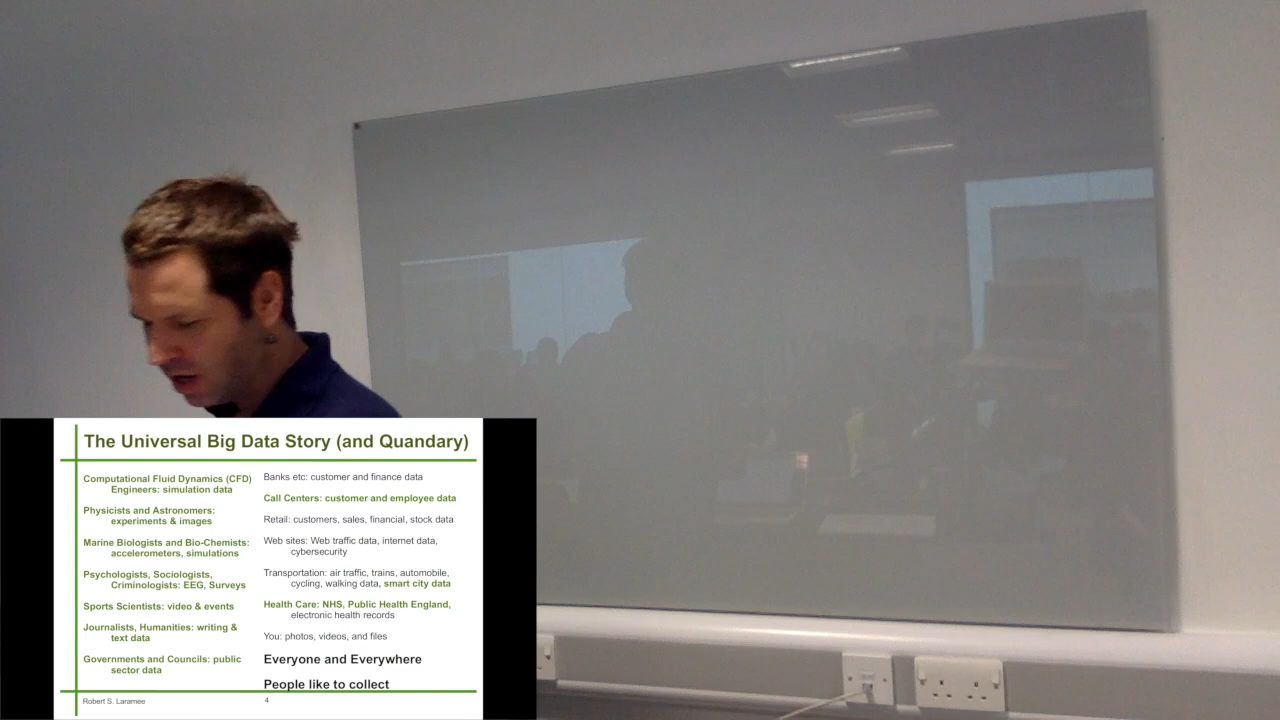 The Universal Big Data Story (and Quandary)
Computational Fluid Dynamics (CFD)
Engineers: simulation data
Physicists and Astronomers:
experiments & images
Marine Biologists and Bio-Chemists:
accelerometers, simulations
Psychologists, Sociologists,
Criminologists: EEG, Surveys
Sports Scientists: video & events
Journalists, Humanities: writing &
text data
Governments and Councils: public
sector data
Banks etc: customer and finance data
Call Centers: customer and employee data
Retail: customers, sales, financial, stock data
Web sites: Web traffic data, internet data,
cybersecurity
Transportation: air traffic, trains, automobile,
cycling, walking data, smart city data
Health Care: NHS, Public Health England,
electronic health records
You: photos, videos, and files
Everyone and Everywhere
People like to collect
Robert S. Laramee
4